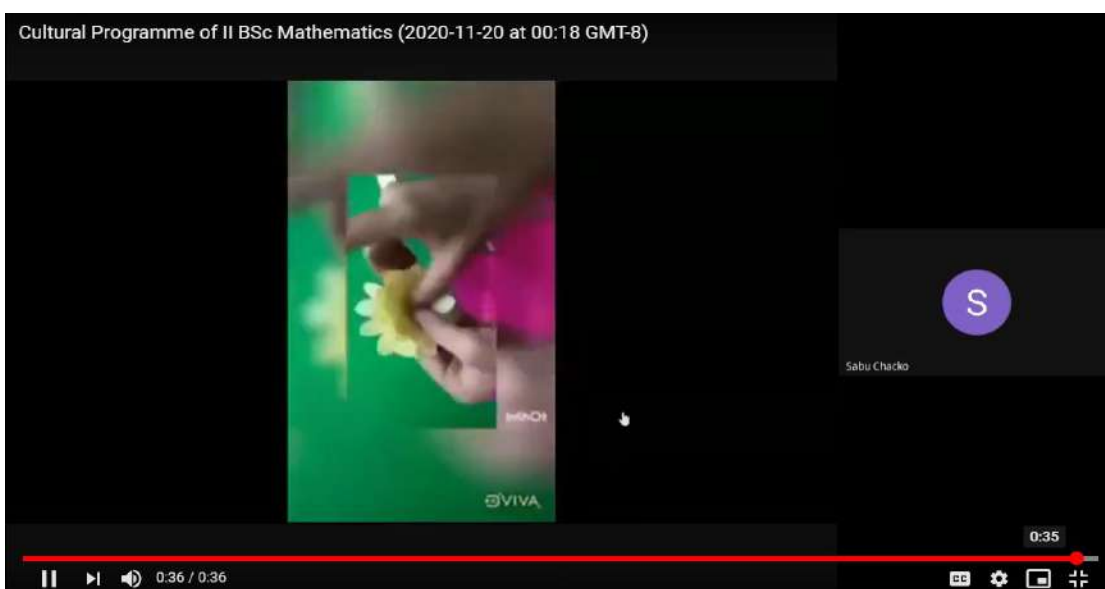 Cultural Programme of II BSc Mathematics (2020-11-20 at 00:18 GMT-8)
S
Sabu Chacko
VIVA
0:35
0:36 / 0:36
CC